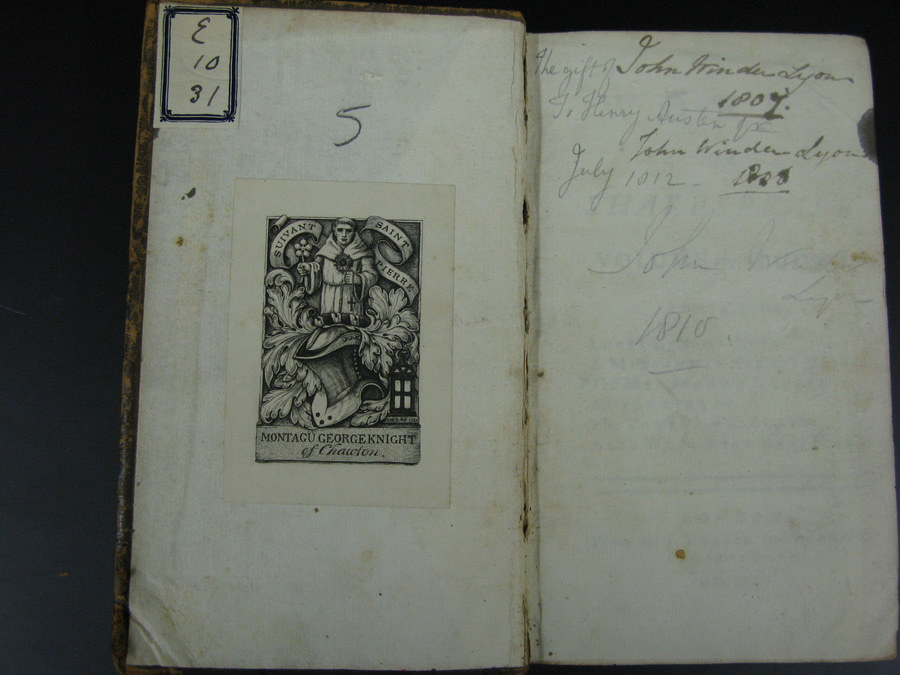 E
10
31
5
SUIVANT SAINT PIERRE
MONTAGU GEORGE KNIGHT
of Chawton.
The gift of John Winder Lyon
1807.
To Henry Austen
John Winder Lyon
July 1812 - 1808
John Winder
Lyon
1810